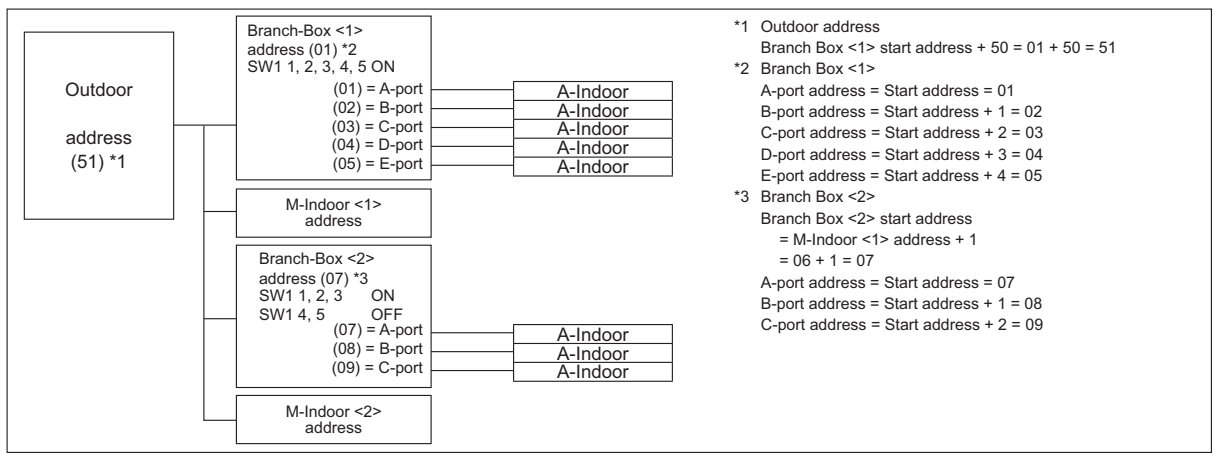 Outdoor
address
(51) *1
Branch-Box <1>
address (01) *2
SW1 1, 2, 3, 4, 5 ON
(01) = A-port
(02) = B-port
(03) = C-port
(04) = D-port
(05) = E-port
A-Indoor
A-Indoor
A-Indoor
A-Indoor
A-Indoor
M-Indoor <1>
address
Branch-Box <2>
address (07) *3
SW1 1, 2, 3 ON
SW1 4, 5 OFF
(07) = A-port
(08) = B-port
(09) = C-port
A-Indoor
A-Indoor
A-Indoor
M-Indoor <2>
address
*1 Outdoor address
Branch Box <1> start address + 50 = 01 + 50 = 51
*2 Branch Box <1>
A-port address = Start address = 01
B-port address = Start address + 1 = 02
C-port address = Start address + 2 = 03
D-port address = Start address + 3 = 04
E-port address = Start address + 4 = 05
*3 Branch Box <2>
Branch Box <2> start address
= M-Indoor <1> address + 1
= 06 + 1 = 07
A-port address = Start address = 07
B-port address = Start address + 1 = 08
C-port address = Start address + 2 = 09